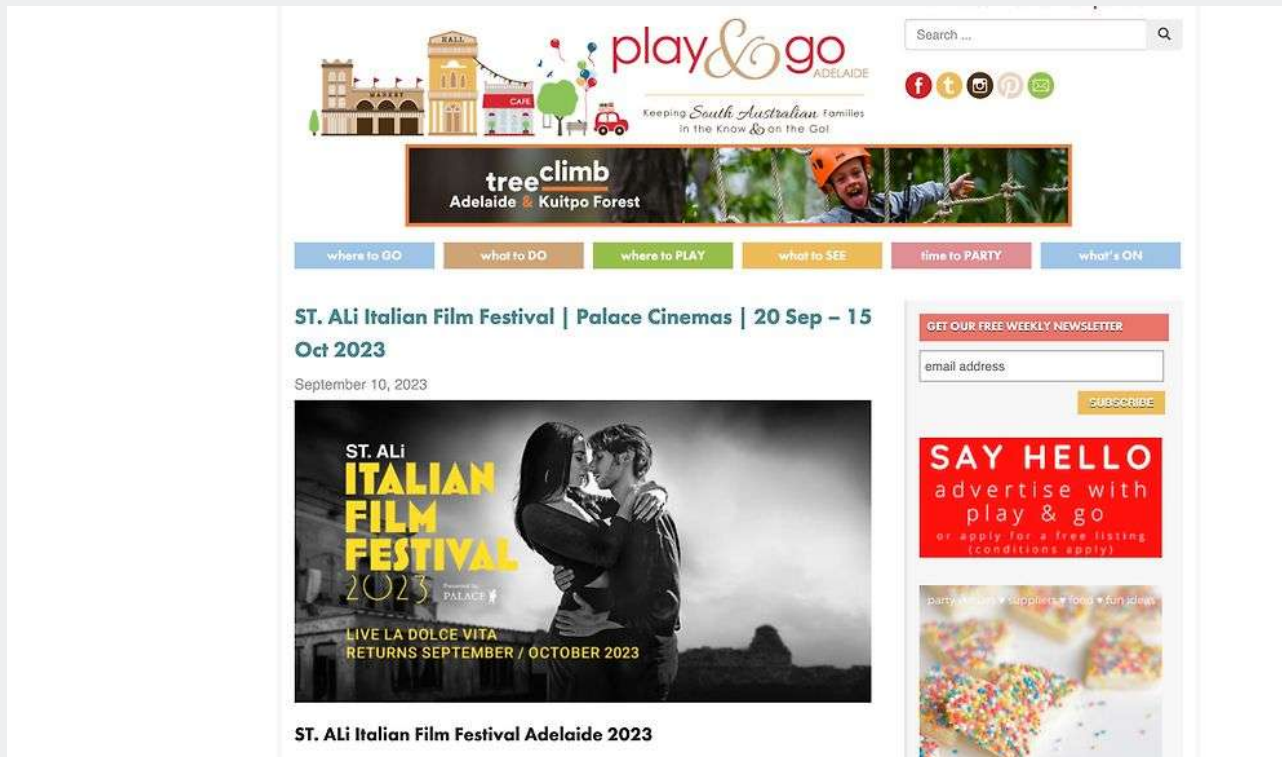 HALL
MARKET
CAFE
play & go
ADELAIDE
Keeping South Australian Families
in the Know & on the Go!
Search ...
treeclimb
Adelaide & Kuitpo Forest
where to GO
what to DO
where to PLAY
what to SEE
time to PARTY
what's ON
ST. ALi Italian Film Festival | Palace Cinemas | 20 Sep – 15
Oct 2023
September 10, 2023
ST. ALi
ITALIAN
FILM
FESTIVAL
2023
Presented by
PALACE
LIVE LA DOLCE VITA
RETURNS SEPTEMBER / OCTOBER 2023
ST. ALi Italian Film Festival Adelaide 2023
GET OUR FREE WEEKLY NEWSLETTER
email address
SUBSCRIBE
SAY HELLO
advertise with
play & go
or apply for a free listing
(conditions apply)
party venues ♥ suppliers ♥ food ♥ fun ideas